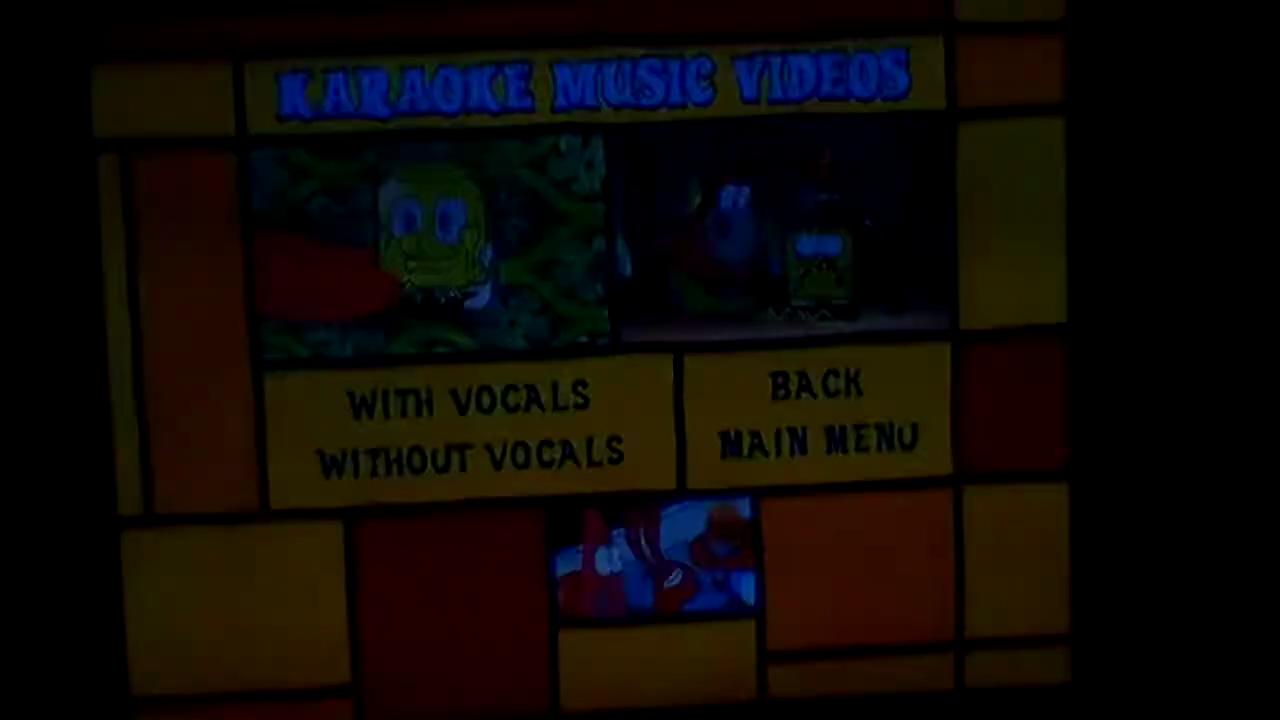 KARAOKE MUSIC VIDEOS
WITH VOCALS
WITHOUT VOCALS
BACK
MAIN MENU